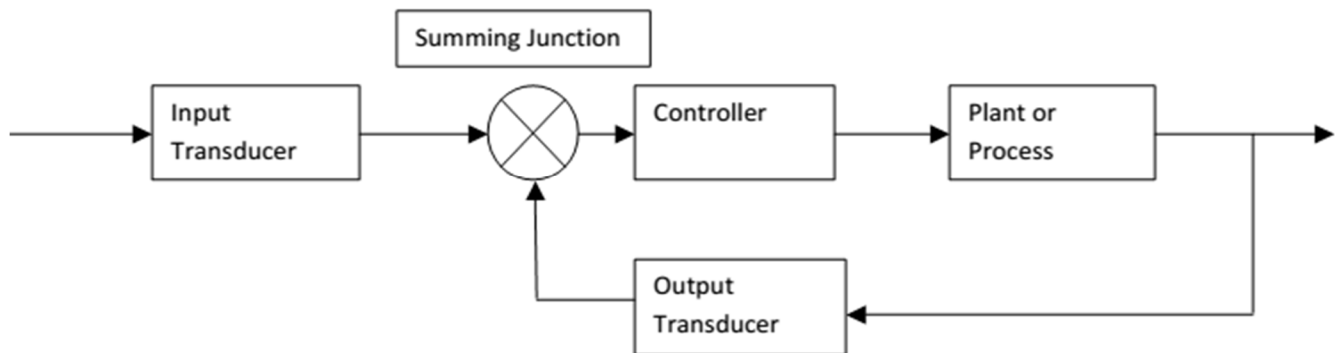 Summing Junction
Input
Transducer
Controller
Plant or
Process
Output
Transducer